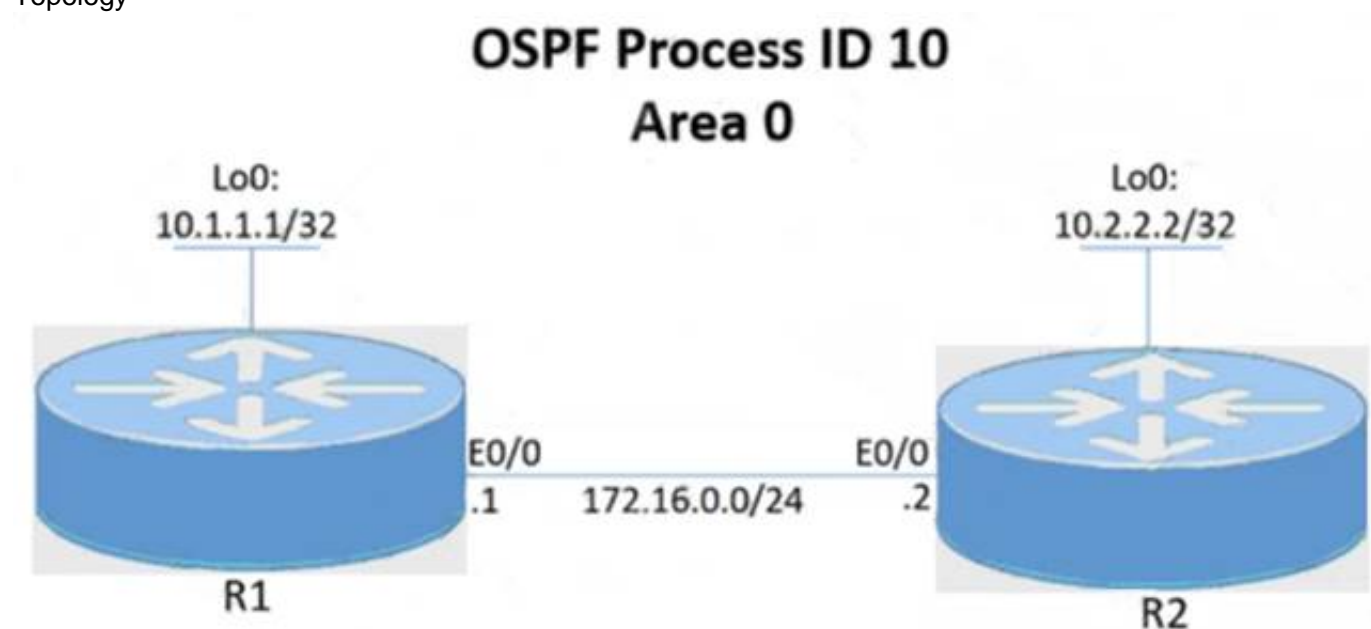 Topology
OSPF Process ID 10
Area 0
Lo0:
10.1.1.1/32
Lo0:
10.2.2.2/32
E0/0
E0/0
.1
172.16.0.0/24
.2
R1
R2